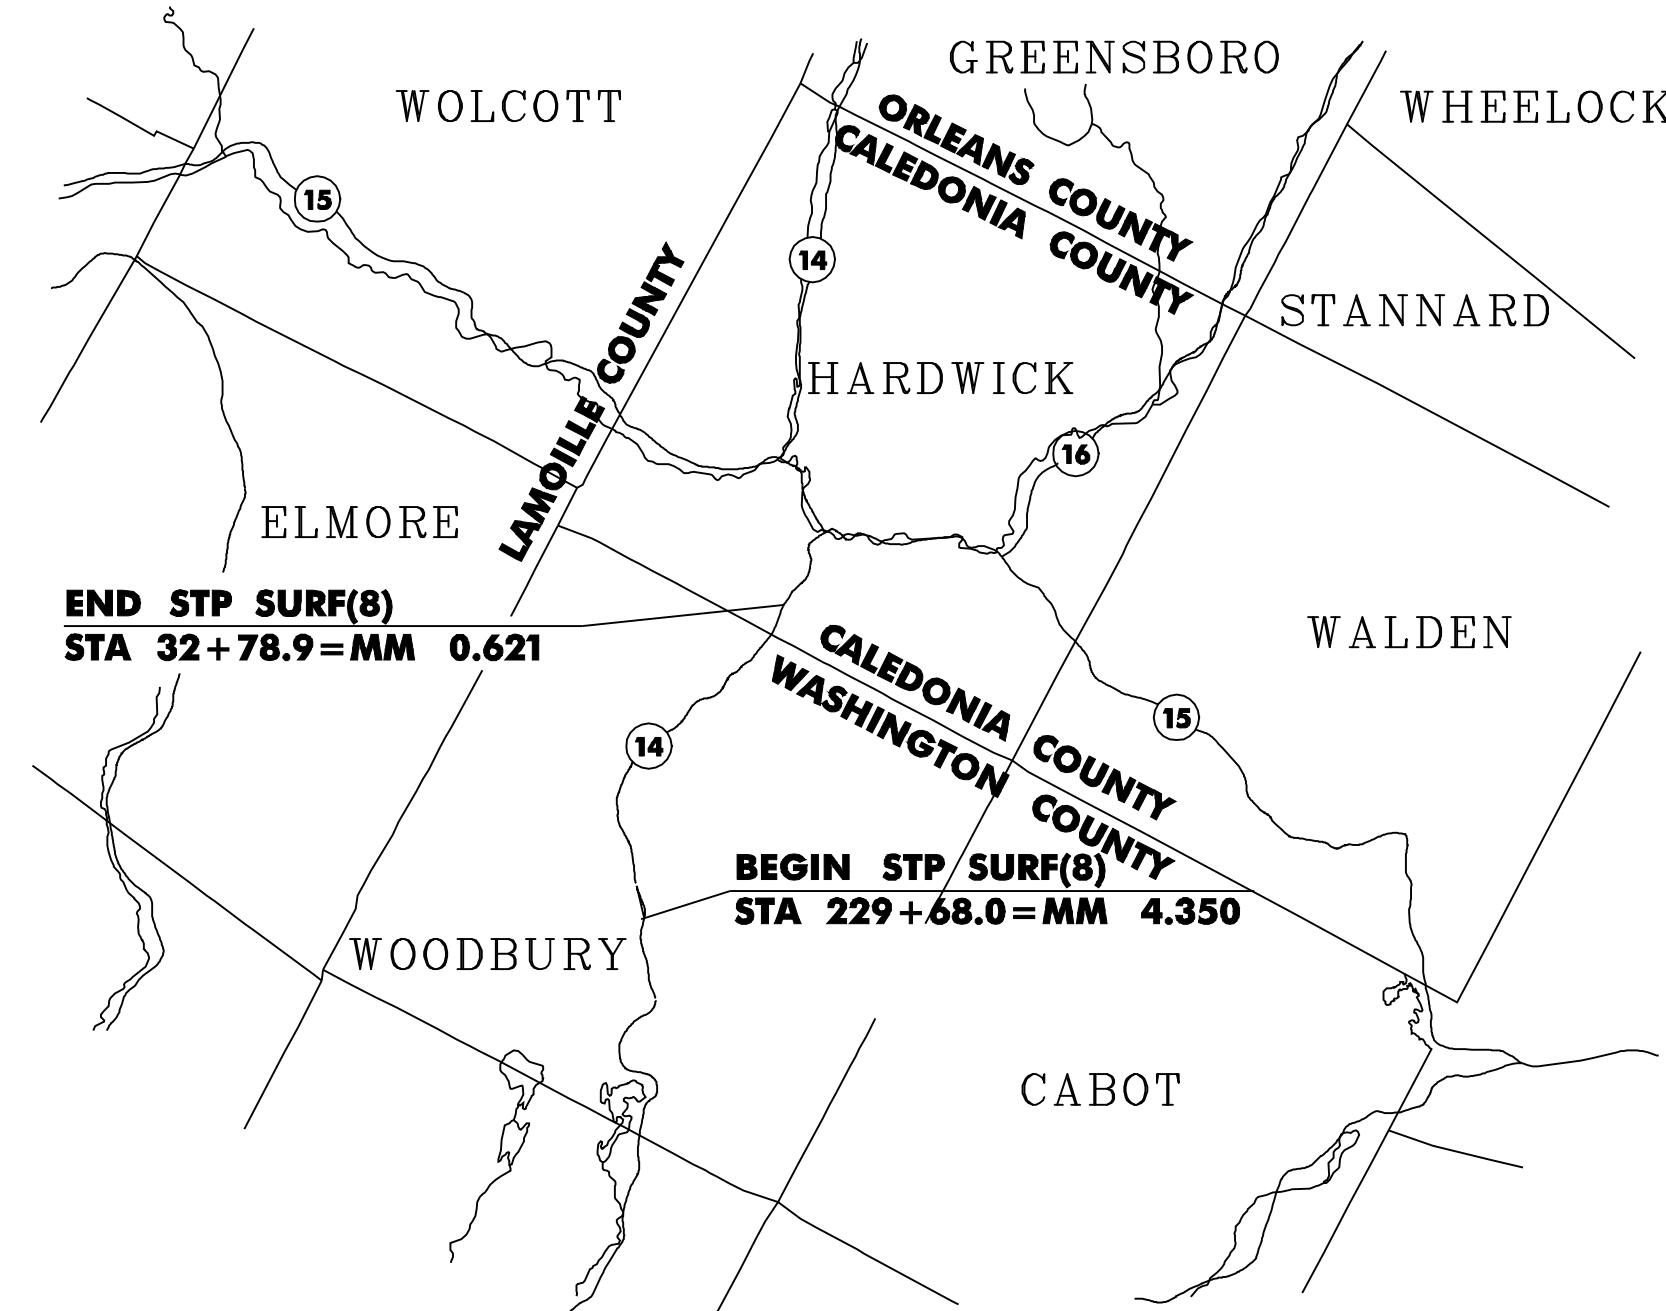 GREENSBORO
WOLCOTT
WHEELOCK
ORLEANS COUNTY
CALEDONIA COUNTY
15
14
LAMOILLE COUNTY
STANNARD
HARDWICK
16
ELMORE
END STP SURF(8)
STA 32+78.9=MM 0.621
WALDEN
CALEDONIA COUNTY
WASHINGTON COUNTY
15
14
BEGIN STP SURF(8)
STA 229+68.0=MM 4.350
WOODBURY
CABOT